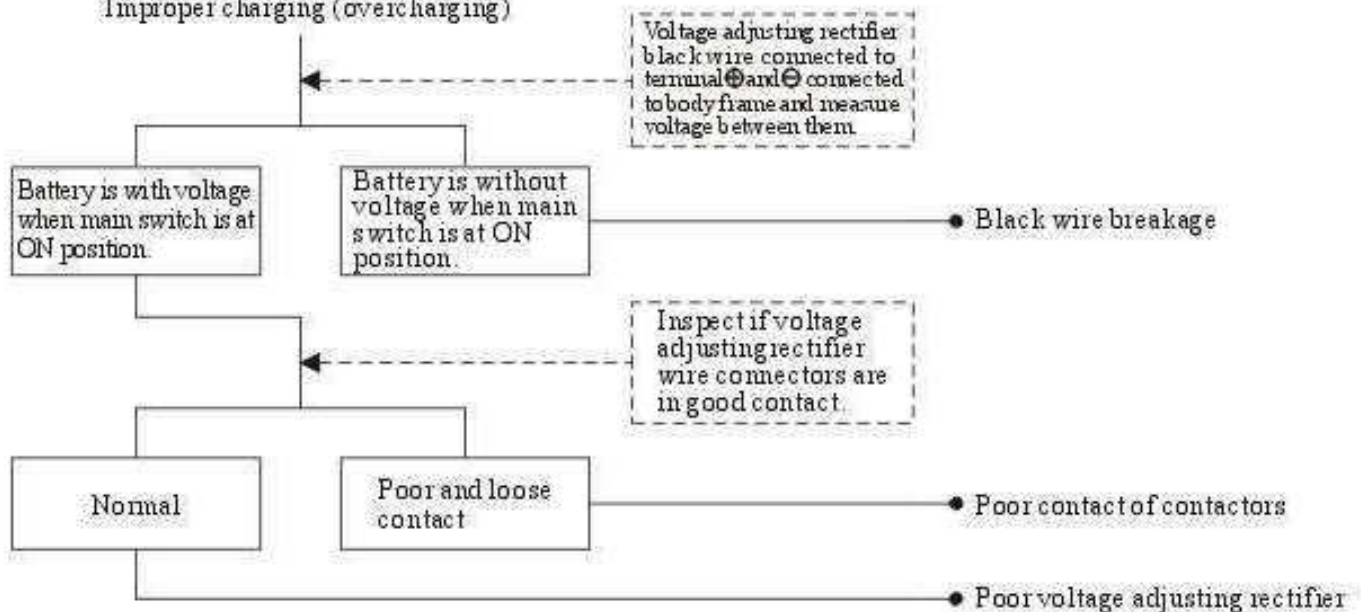 Improper charging (overcharging)
Voltage adjusting rectifier
black wire connected to
terminal⊕and⊖connected
to body frame and measure
voltage between them.
Battery is with voltage
when main switch is at
ON position.
Battery is without
voltage when main
switch is at ON
position.
Black wire breakage
Inspect if voltage
adjusting rectifier
wire connectors are
in good contact.
Normal
Poor and loose
contact
Poor contact of contactors
Poor voltage adjusting rectifier